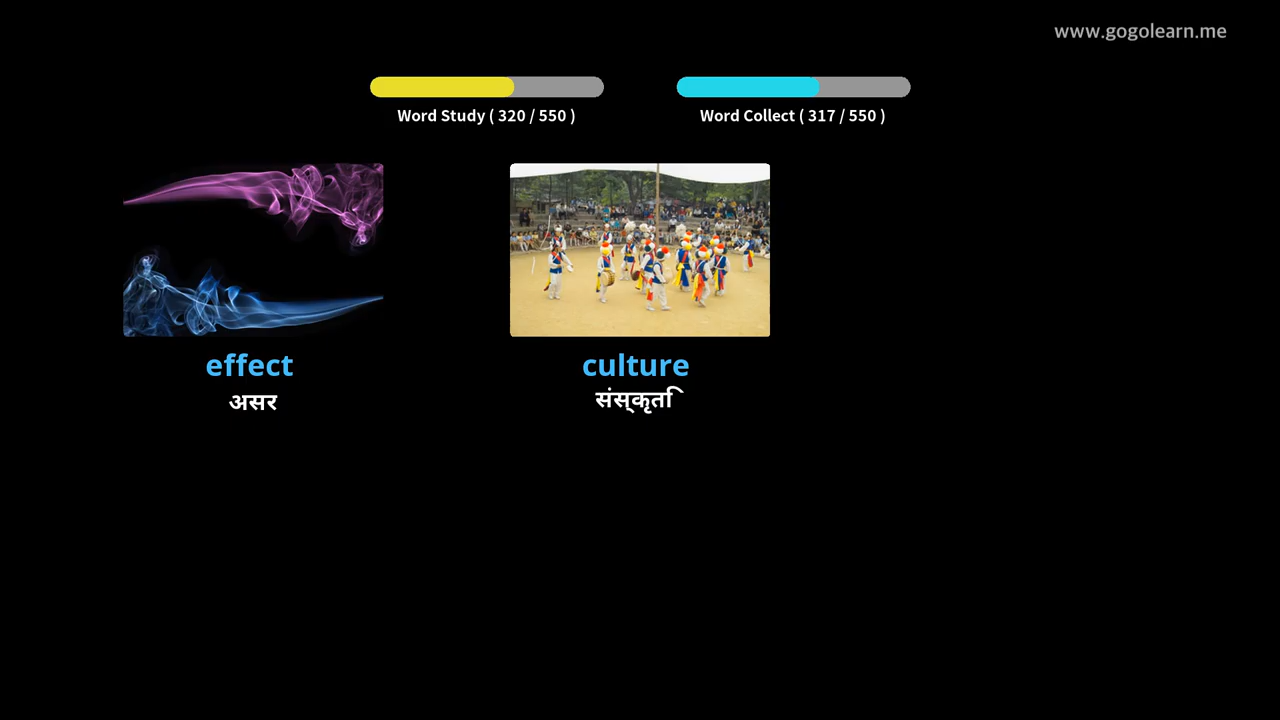 www.gogolearn.me
Word Study ( 320 / 550 )
Word Collect ( 317 / 550 )
effect
असर
culture
संस्कृति